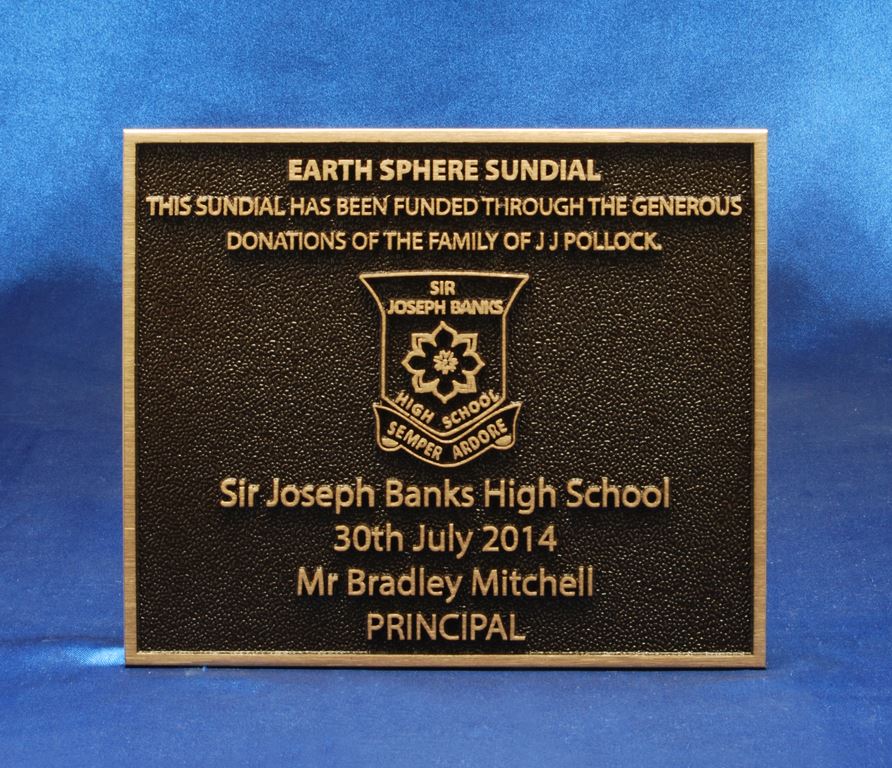 EARTH SPHERE SUNDIAL
THIS SUNDIAL HAS BEEN FUNDED THROUGH THE GENEROUS
DONATIONS OF THE FAMILY OF J J POLLOCK.
SIR
JOSEPH BANKS
HIGH SCHOOL
SEMPER ARDORE
Sir Joseph Banks High School
30th July 2014
Mr Bradley Mitchell
PRINCIPAL